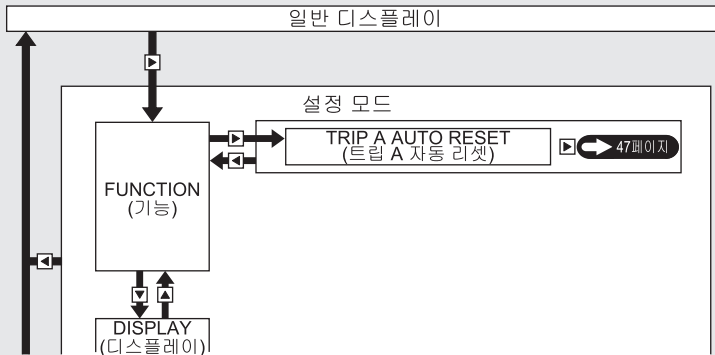 일반 디스플레이
설정 모드
TRIP A AUTO RESET
(트립 A 자동 리셋)
47페이지
FUNCTION
(기능)
DISPLAY
(디스플레이)